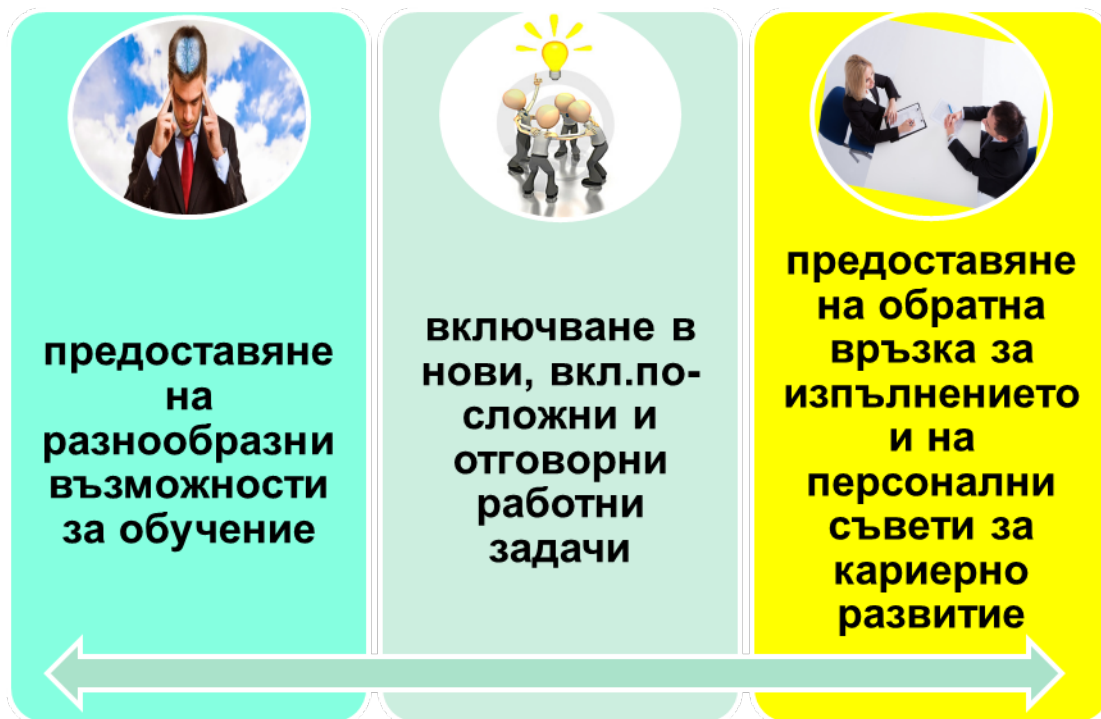 предоставяне
на
разнообразни
възможности
за обучение
включване в
нови, вкл.по-
сложни и
отговорни
работни
задачи
предоставяне
на обратна
връзка за
изпълнението
и на
персонални
съвети за
кариерно
развитие